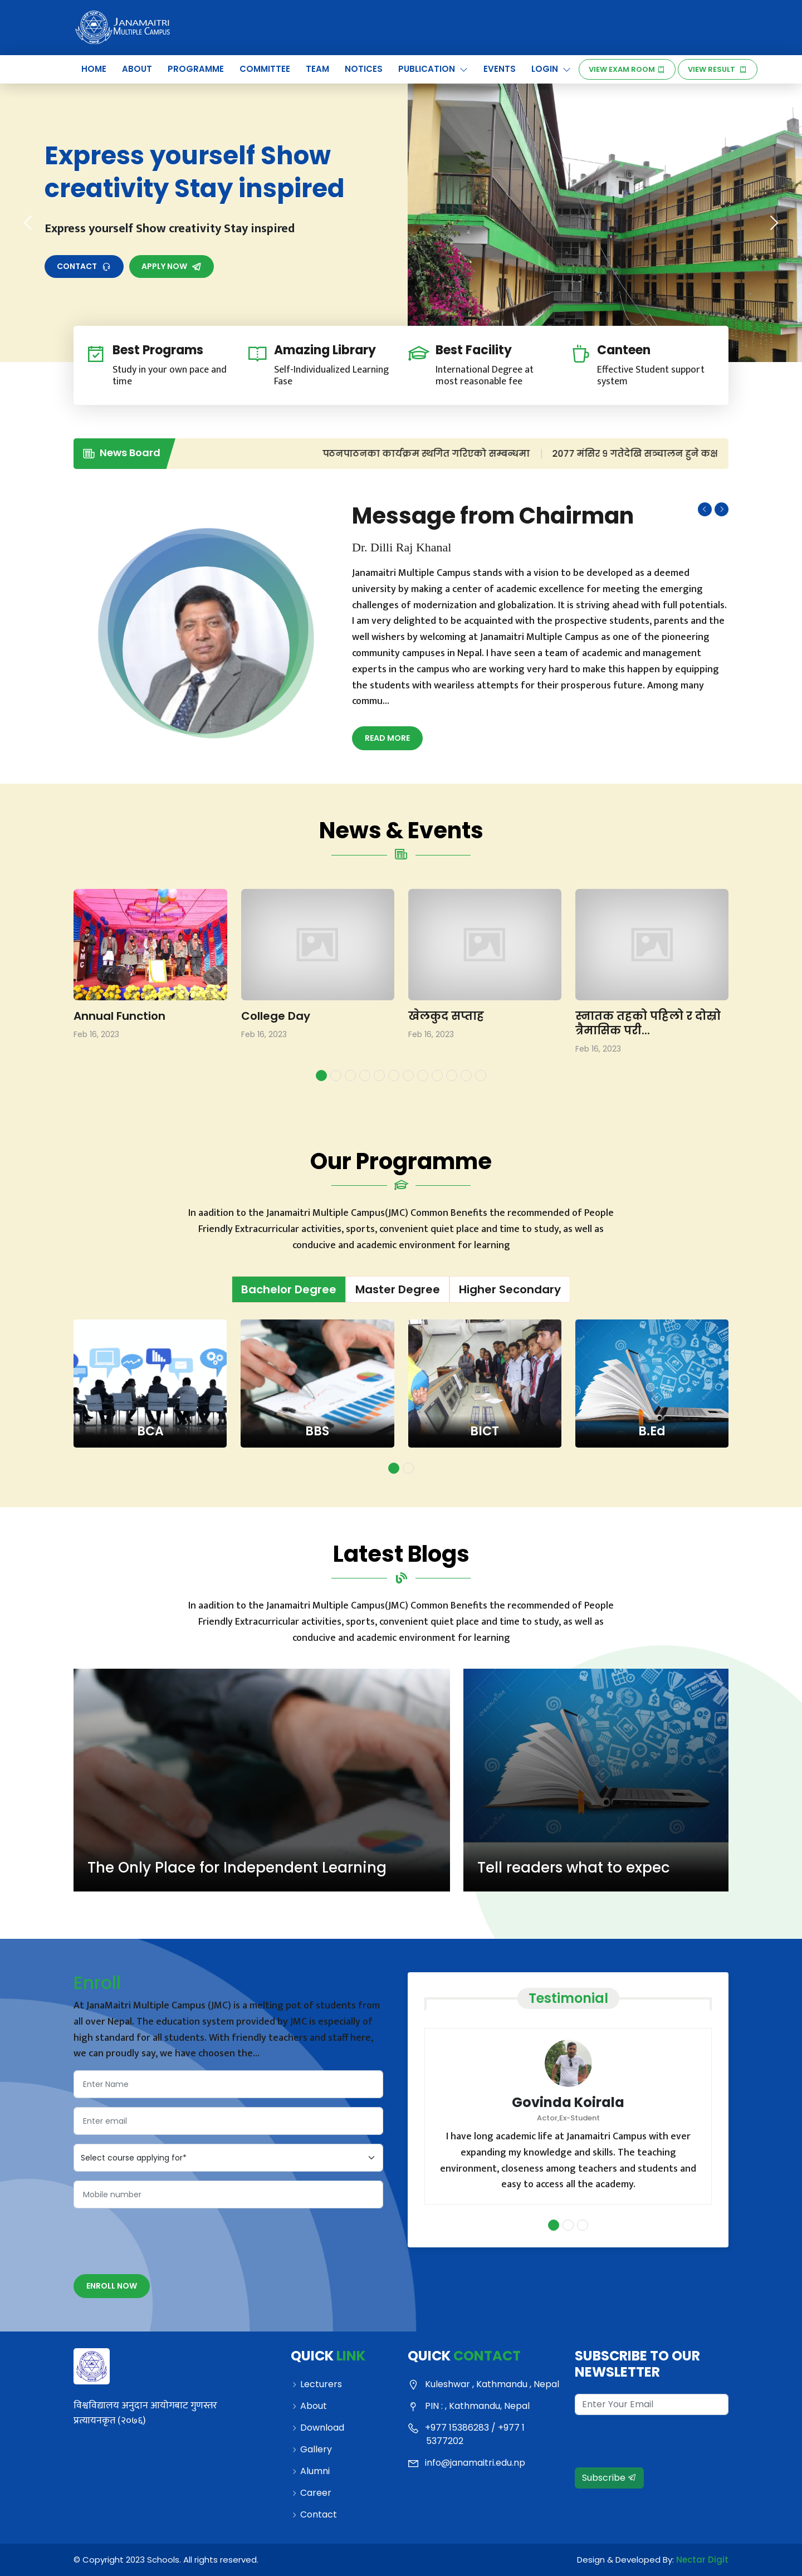 JANAMAITRI
MULTIPLE CAMPUS
HOME ABOUT PROGRAMME COMMITTEE TEAM NOTICES PUBLICATION EVENTS LOGIN VIEW EXAM ROOM VIEW RESULT
Express yourself Show
creativity Stay inspired
Express yourself Show creativity Stay inspired
CONTACT APPLY NOW
Best Programs
Study in your own pace and
time
Amazing Library
Self-Individualized Learning
Fase
Best Facility
International Degree at
most reasonable fee
Canteen
Effective Student support
system
News Board
पठनपाठनका कार्यक्रम स्थगित गरिएको सम्बन्धमा 2077 मंसिर ९ गतेदेखि सञ्चालन हुने कक्ष
Message from Chairman
Dr. Dilli Raj Khanal
Janamaitri Multiple Campus stands with a vision to be developed as a deemed
university by making a center of academic excellence for meeting the emerging
challenges of modernization and globalization. It is striving ahead with full potentials.
I am very delighted to be acquainted with the prospective students, parents and the
well wishers by welcoming at Janamaitri Multiple Campus as one of the pioneering
community campuses in Nepal. I have seen a team of academic and management
experts in the campus who are working very hard to make this happen by equipping
the students with weariless attempts for their prosperous future. Among many
commu...
READ MORE
News & Events
Annual Function
Feb 16, 2023
College Day
Feb 16, 2023
खेलकुद सप्ताह
Feb 16, 2023
स्नातक तहको पहिलो र दोस्रो
त्रैमासिक परी...
Feb 16, 2023
Our Programme
In aadition to the Janamaitri Multiple Campus(JMC) Common Benefits the recommended of People
Friendly Extracurricular activities, sports, convenient quiet place and time to study, as well as
conducive and academic environment for learning
Bachelor Degree Master Degree Higher Secondary
BCA
BBS
BICT
B.Ed
Latest Blogs
In aadition to the Janamaitri Multiple Campus(JMC) Common Benefits the recommended of People
Friendly Extracurricular activities, sports, convenient quiet place and time to study, as well as
conducive and academic environment for learning
The Only Place for Independent Learning
Tell readers what to expec
Enroll
At JanaMaitri Multiple Campus (JMC) is a melting pot of students from
all over Nepal. The education system provided by JMC is especially of
high standard for all students. With friendly teachers and staff here,
we can proudly say, we have choosen the...
Enter Name
Enter email
Select course applying for*
Mobile number
ENROLL NOW
Testimonial
Govinda Koirala
Actor,Ex-Student
I have long academic life at Janamaitri Campus with ever
expanding my knowledge and skills. The teaching
environment, closeness among teachers and students and
easy to access all the academy.
विश्वविद्यालय अनुदान आयोगबाट गुणस्तर
प्रत्यायनकृत (२०७६)
QUICK LINK
Lecturers
About
Download
Gallery
Alumni
Career
Contact
QUICK CONTACT
Kuleshwar , Kathmandu , Nepal
PIN : , Kathmandu, Nepal
+977 15386283 / +977 1
5377202
info@janamaitri.edu.np
SUBSCRIBE TO OUR
NEWSLETTER
Enter Your Email
Subscribe
© Copyright 2023 Schools. All rights reserved.
Design & Developed By: Nectar Digit